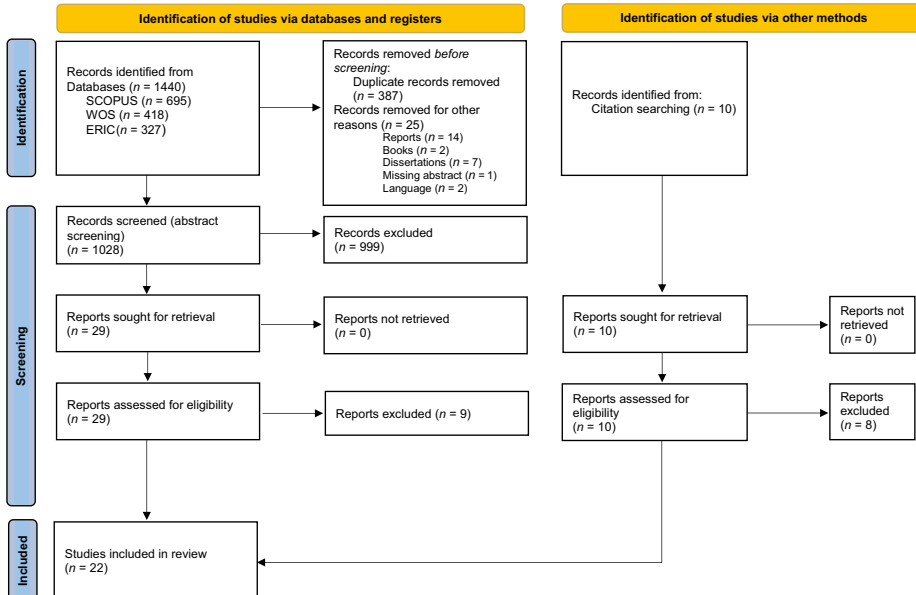 Identification of studies via databases and registers
Identification of studies via other methods
Identification
Records identified from
Databases (n = 1440)
SCOPUS (n = 695)
WOS (n = 418)
ERIC(n = 327)
Records removed before
screening:
Duplicate records removed
(n = 387)
Records removed for other
reasons (n = 25)
Reports (n = 14)
Books (n = 2)
Dissertations (n = 7)
Missing abstract (n = 1)
Language (n = 2)
Records identified from:
Citation searching (n = 10)
Screening
Records screened (abstract
screening)
(n = 1028)
Records excluded
(n = 999)
Reports sought for retrieval
(n = 29)
Reports not retrieved
(n = 0)
Reports sought for retrieval
(n = 10)
Reports not
retrieved
(n = 0)
Reports assessed for eligibility
(n = 29)
Reports excluded (n = 9)
Reports assessed for
eligibility
(n = 10)
Reports
excluded
(n = 8)
Included
Studies included in review
(n = 22)